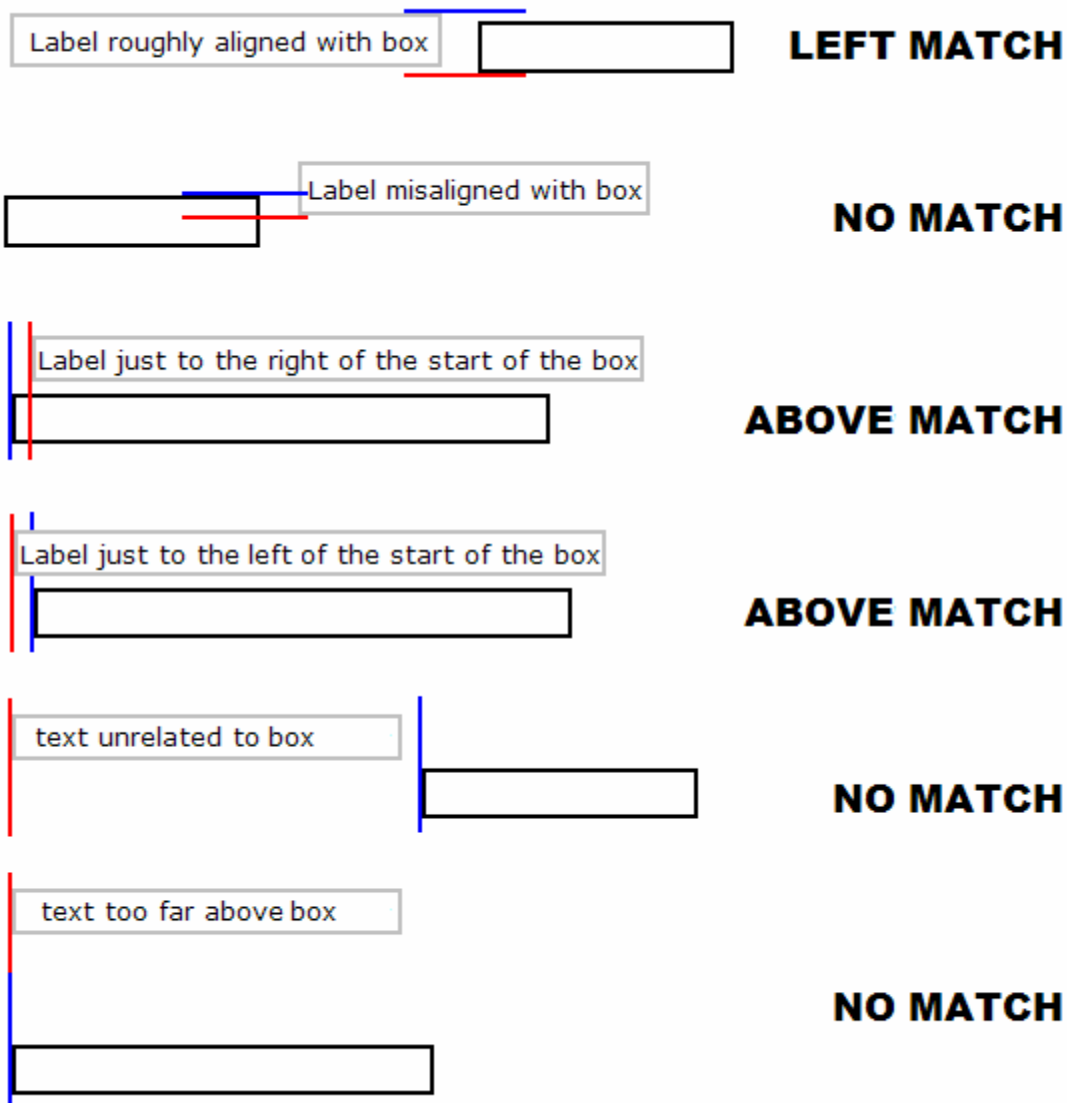 Label roughly aligned with box LEFT MATCH
Label misaligned with box
NO MATCH
Label just to the right of the start of the box
ABOVE MATCH
Label just to the left of the start of the box
ABOVE MATCH
text unrelated to box
NO MATCH
text too far above box
NO MATCH